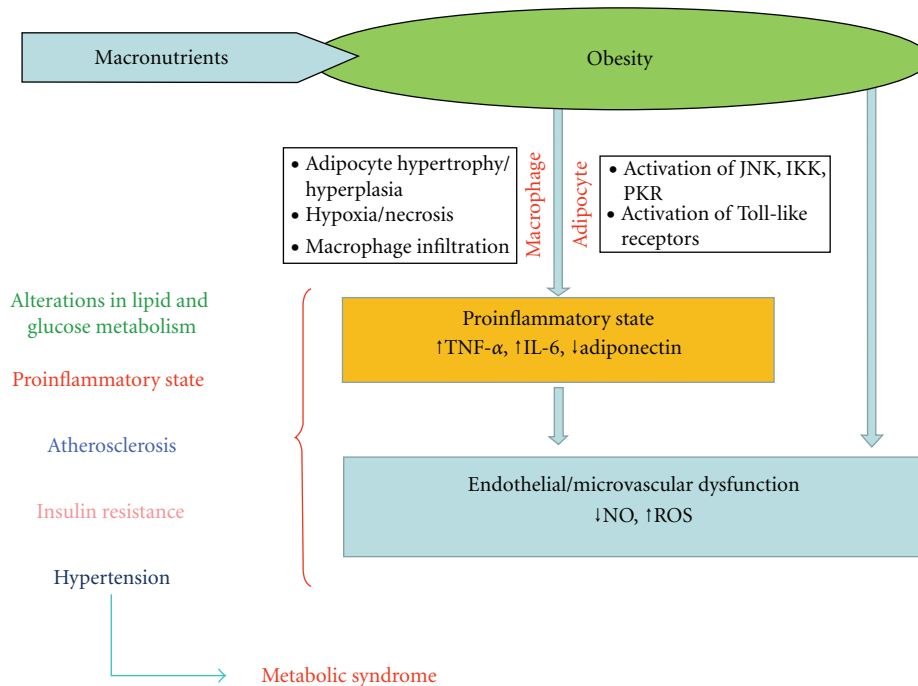 Macronutrients
Obesity
• Adipocyte hypertrophy/
hyperplasia
• Hypoxia/necrosis
• Macrophage infiltration
Macrophage
Adipocyte
• Activation of JNK, IKK,
PKR
• Activation of Toll-like
receptors
Alterations in lipid and
glucose metabolism
Proinflammatory state
Atherosclerosis
Insulin resistance
Hypertension
Proinflammatory state
↑TNF-α, ↑IL-6, ↓adiponectin
Endothelial/microvascular dysfunction
↓NO, ↑ROS
Metabolic syndrome